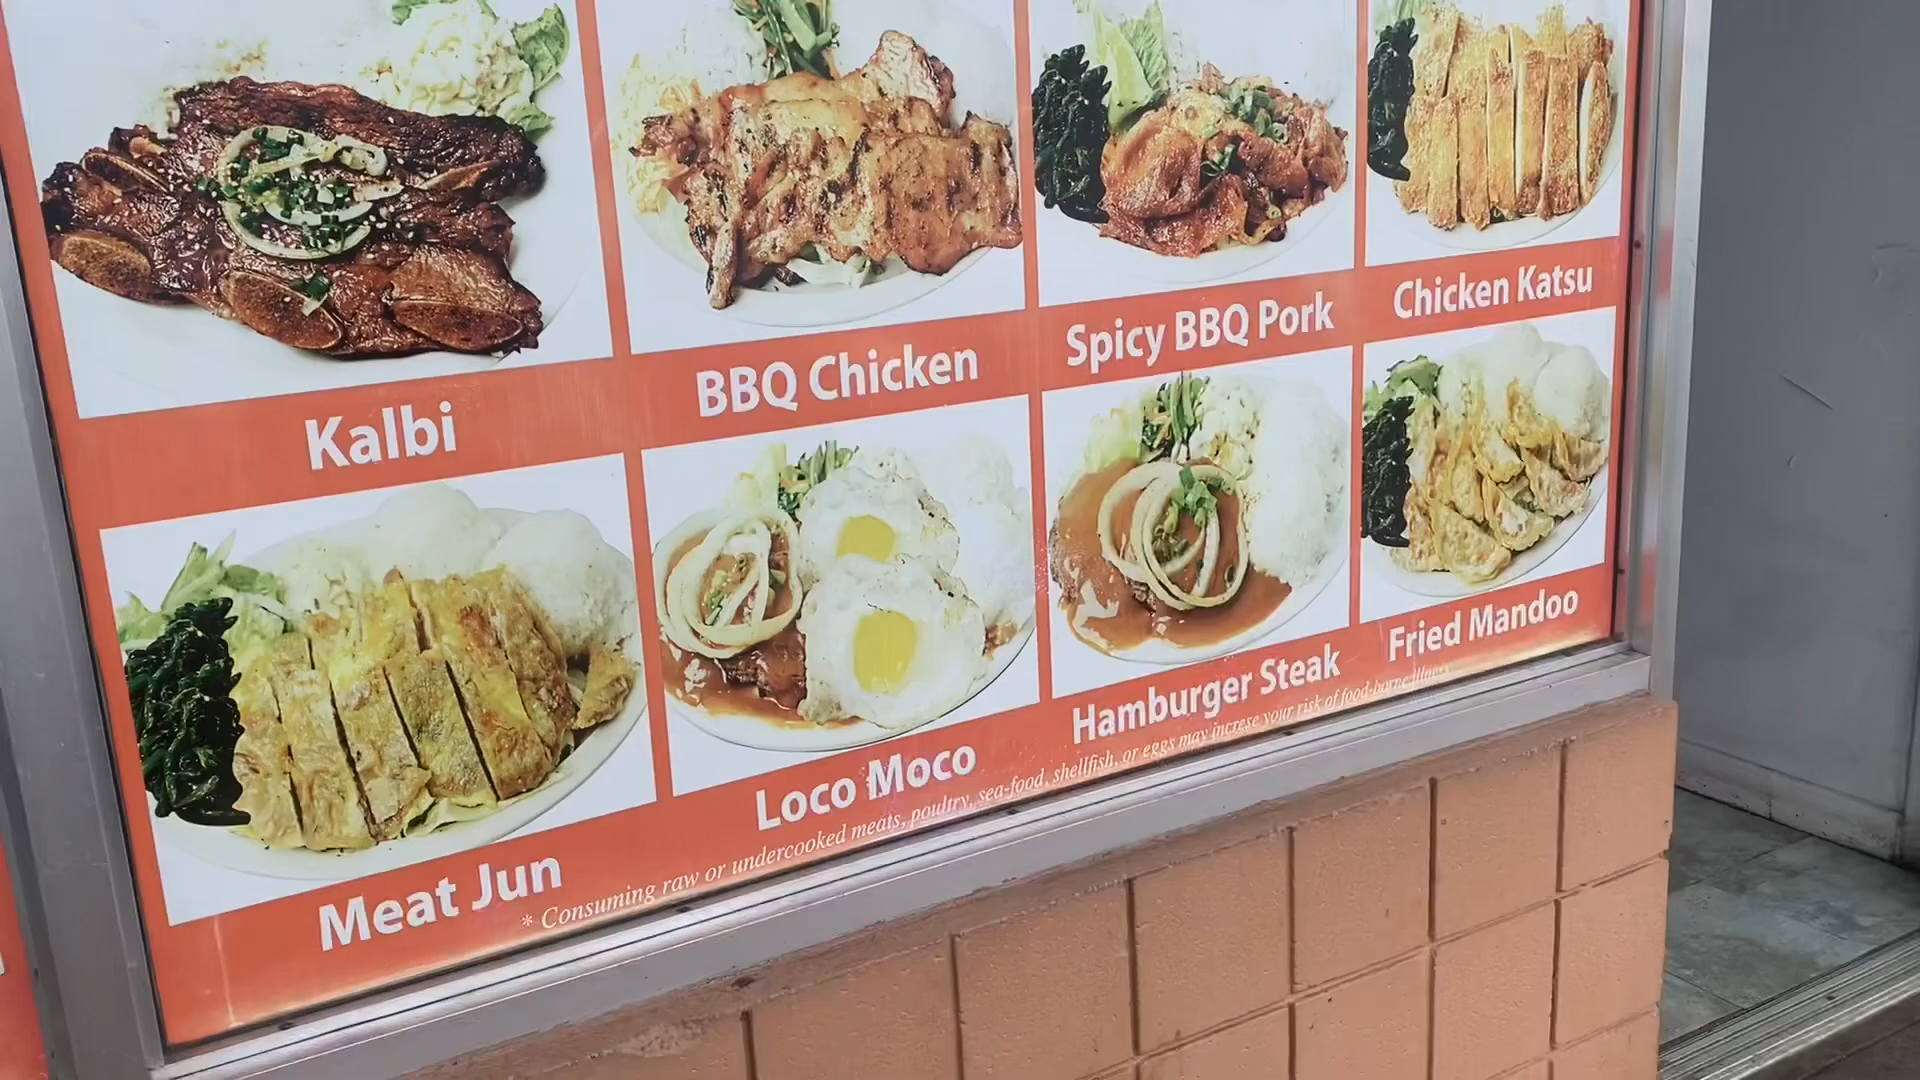 Kalbi
BBQ Chicken
Spicy BBQ Pork
Chicken Katsu
Meat Jun
Loco Moco
Hamburger Steak
Fried Mandoo
* Consuming raw or undercooked meats, poultry, sea-food, shellfish, or eggs may increse your risk of food-borne illness